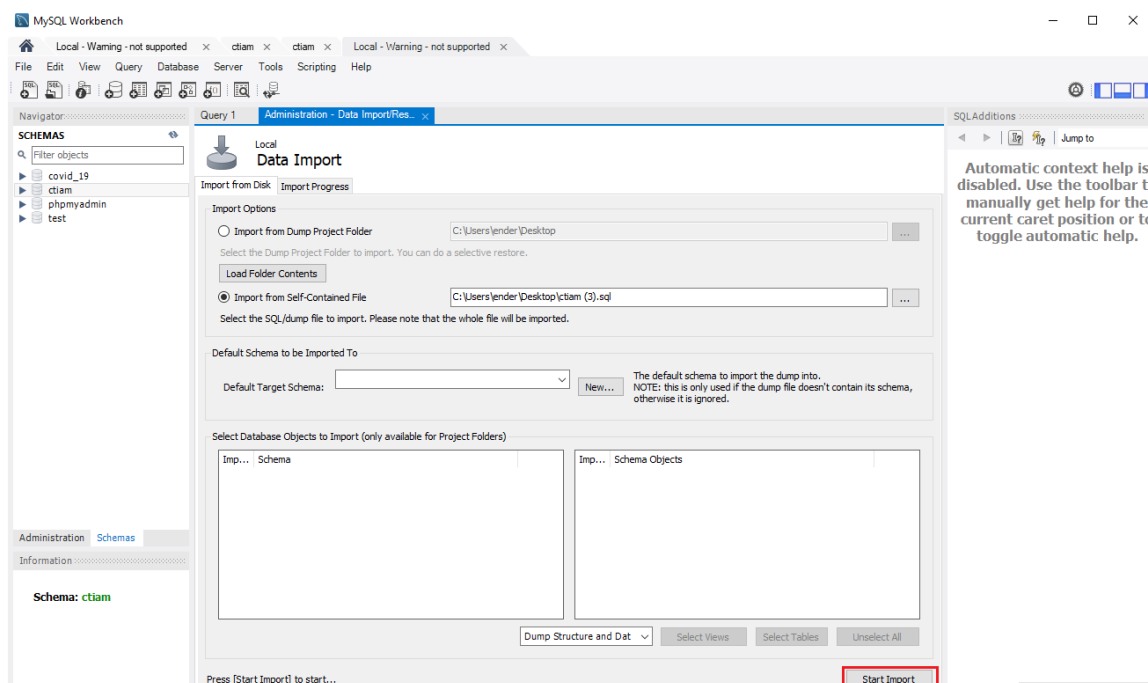 MySQL Workbench
Local - Warning - not supported
ctiam
ctiam
Local - Warning - not supported
File Edit View Query Database Server Tools Scripting Help
Navigator
SCHEMAS
Filter objects
covid_19
ctiam
phpmyadmin
test
Administration Schemas
Information
Schema: ctiam
Query 1
Administration - Data Import/Res...
Local
Data Import
Import from Disk
Import Progress
Import Options
Import from Dump Project Folder
C:\Users\ender\Desktop
...
Select the Dump Project Folder to import. You can do a selective restore.
Load Folder Contents
Import from Self-Contained File
C:\Users\ender\Desktop\ctiam (3).sql
...
Select the SQL/dump file to import. Please note that the whole file will be imported.
Default Schema to be Imported To
Default Target Schema:
New...
The default schema to import the dump into.
NOTE: this is only used if the dump file doesn't contain its schema,
otherwise it is ignored.
Select Database Objects to Import (only available for Project Folders)
Imp... Schema
Imp... Schema Objects
Dump Structure and Dat
Select Views
Select Tables
Unselect All
Press [Start Import] to start...
Start Import
SQLAdditions
Jump to
Automatic context help is
disabled. Use the toolbar t
manually get help for the
current caret position or to
toggle automatic help.